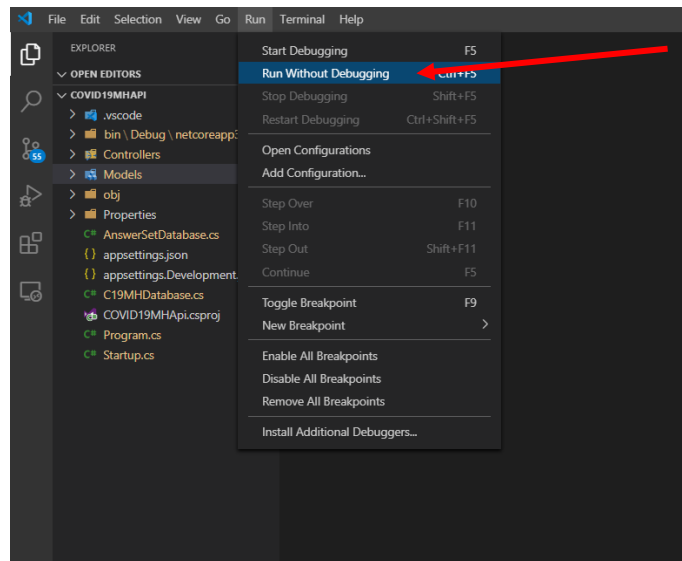 File Edit Selection View Go Run Terminal Help
EXPLORER
OPEN EDITORS
COVID19MHAPI
.vscode
bin \ Debug \ netcoreapp3
Controllers
Models
obj
Properties
C# AnswerSetDatabase.cs
{} appsettings.json
{} appsettings.Development.
C# C19MHDatabase.cs
COVID19MHApi.csproj
C# Program.cs
C# Startup.cs
55
Start Debugging F5
Run Without Debugging Ctrl+F5
Stop Debugging Shift+F5
Restart Debugging Ctrl+Shift+F5
Open Configurations
Add Configuration...
Step Over F10
Step Into F11
Step Out Shift+F11
Continue F5
Toggle Breakpoint F9
New Breakpoint
Enable All Breakpoints
Disable All Breakpoints
Remove All Breakpoints
Install Additional Debuggers...